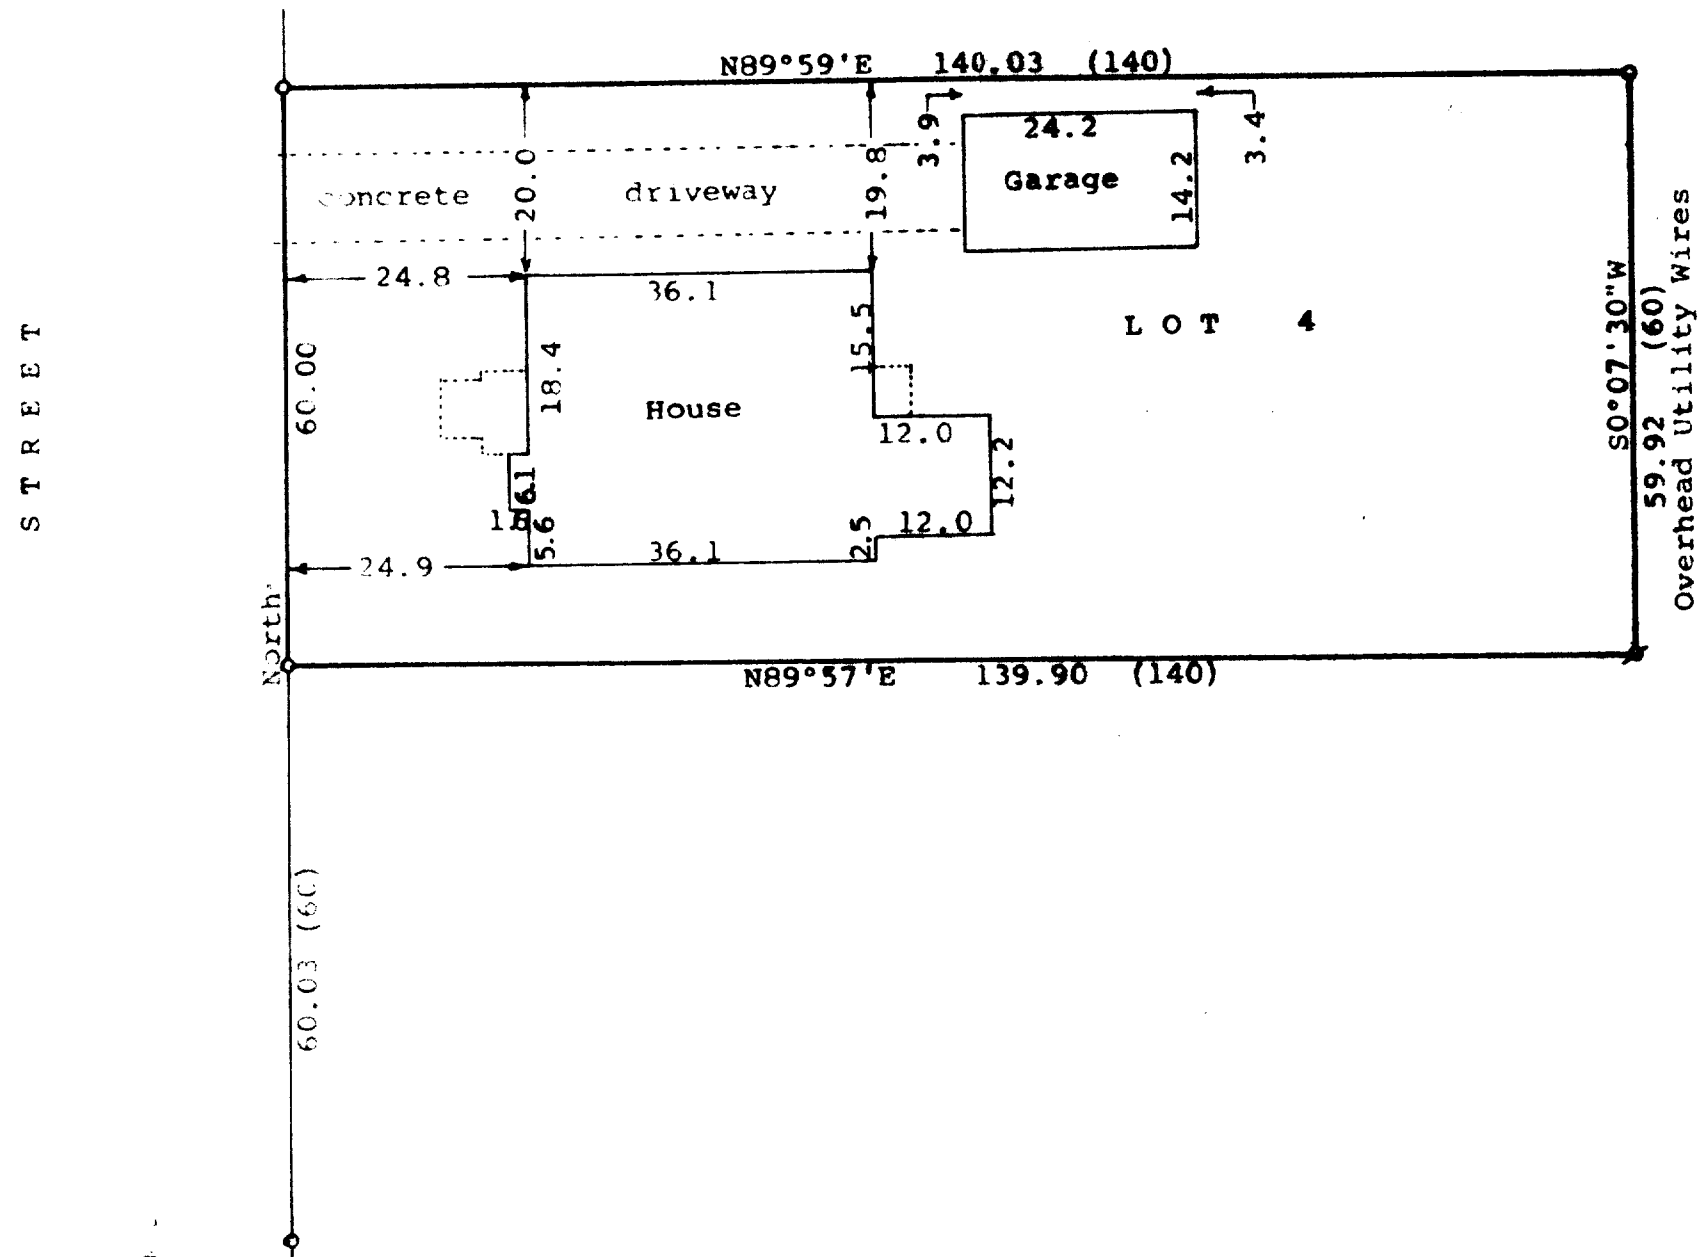 N89°59'E 140.03 (140)
3.9
24.2
3.4
Garage
14.2
20.0
19.8
concrete driveway
24.8
36.1
15.5
LOT 4
STREET
60.00
18.4
House
12.0
12.2
6.1
5.6
36.1
2.5
12.0
24.9
North
S0°07'30"W
59.92 (60)
Overhead Utility Wires
N89°57'E 139.90 (140)
60.03 (60)